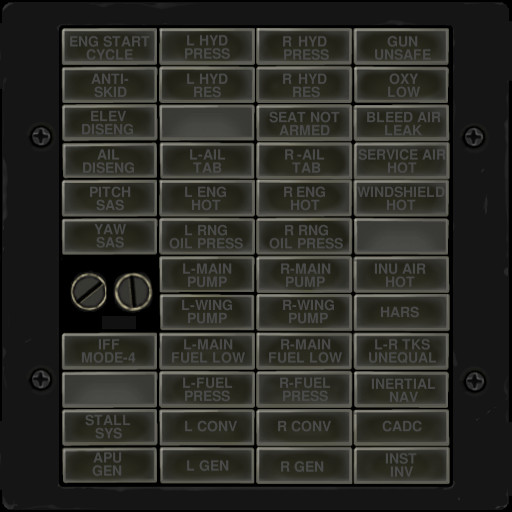 ENG START
CYCLE
L HYD
PRESS
R HYD
PRESS
GUN
UNSAFE
ANTI-
SKID
L HYD
RES
R HYD
RES
OXY
LOW
ELEV
DISENG
SEAT NOT
ARMED
BLEED AIR
LEAK
AIL
DISENG
L-AIL
TAB
R-AIL
TAB
SERVICE AIR
HOT
PITCH
SAS
L ENG
HOT
R ENG
HOT
WINDSHIELD
HOT
YAW
SAS
L RNG
OIL PRESS
R RNG
OIL PRESS
L-MAIN
PUMP
R-MAIN
PUMP
INU AIR
HOT
L-WING
PUMP
R-WING
PUMP
HARS
IFF
MODE-4
L-MAIN
FUEL LOW
R-MAIN
FUEL LOW
L-R TKS
UNEQUAL
L-FUEL
PRESS
R-FUEL
PRESS
INERTIAL
NAV
STALL
SYS
L CONV
R CONV
CADC
APU
GEN
L GEN
R GEN
INST
INV